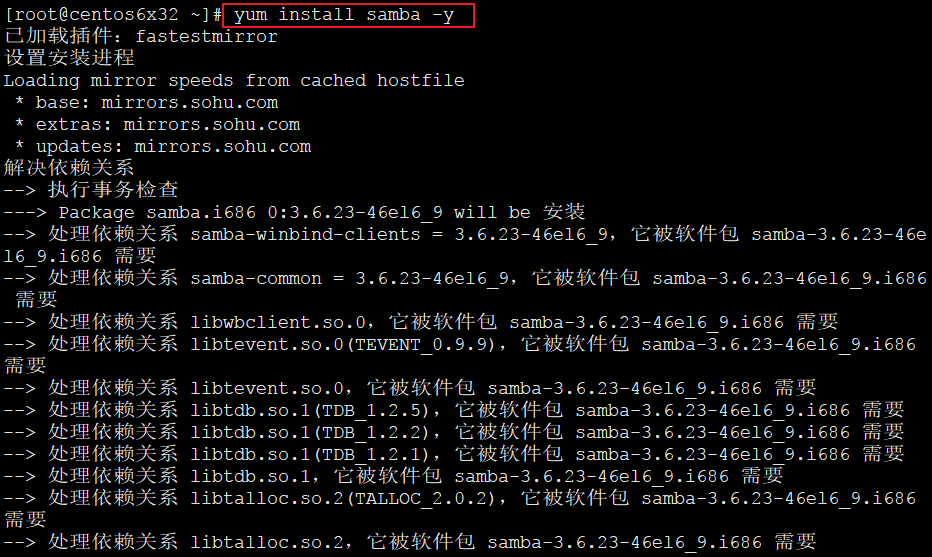 [root@centos6x32 ~]# yum install samba -y
已加载插件：fastestmirror
设置安装进程
Loading mirror speeds from cached hostfile
 * base: mirrors.sohu.com
 * extras: mirrors.sohu.com
 * updates: mirrors.sohu.com
解决依赖关系
--> 执行事务检查
---> Package samba.i686 0:3.6.23-46el6_9 will be 安装
--> 处理依赖关系 samba-winbind-clients = 3.6.23-46el6_9，它被软件包 samba-3.6.23-46e
l6_9.i686 需要
--> 处理依赖关系 samba-common = 3.6.23-46el6_9，它被软件包 samba-3.6.23-46el6_9.i686
 需要
--> 处理依赖关系 libwbclient.so.0，它被软件包 samba-3.6.23-46el6_9.i686 需要
--> 处理依赖关系 libtevent.so.0(TEVENT_0.9.9)，它被软件包 samba-3.6.23-46el6_9.i686
需要
--> 处理依赖关系 libtevent.so.0，它被软件包 samba-3.6.23-46el6_9.i686 需要
--> 处理依赖关系 libtdb.so.1(TDB_1.2.5)，它被软件包 samba-3.6.23-46el6_9.i686 需要
--> 处理依赖关系 libtdb.so.1(TDB_1.2.2)，它被软件包 samba-3.6.23-46el6_9.i686 需要
--> 处理依赖关系 libtdb.so.1(TDB_1.2.1)，它被软件包 samba-3.6.23-46el6_9.i686 需要
--> 处理依赖关系 libtdb.so.1，它被软件包 samba-3.6.23-46el6_9.i686 需要
--> 处理依赖关系 libtalloc.so.2(TALLOC_2.0.2)，它被软件包 samba-3.6.23-46el6_9.i686
需要
--> 处理依赖关系 libtalloc.so.2，它被软件包 samba-3.6.23-46el6_9.i686 需要